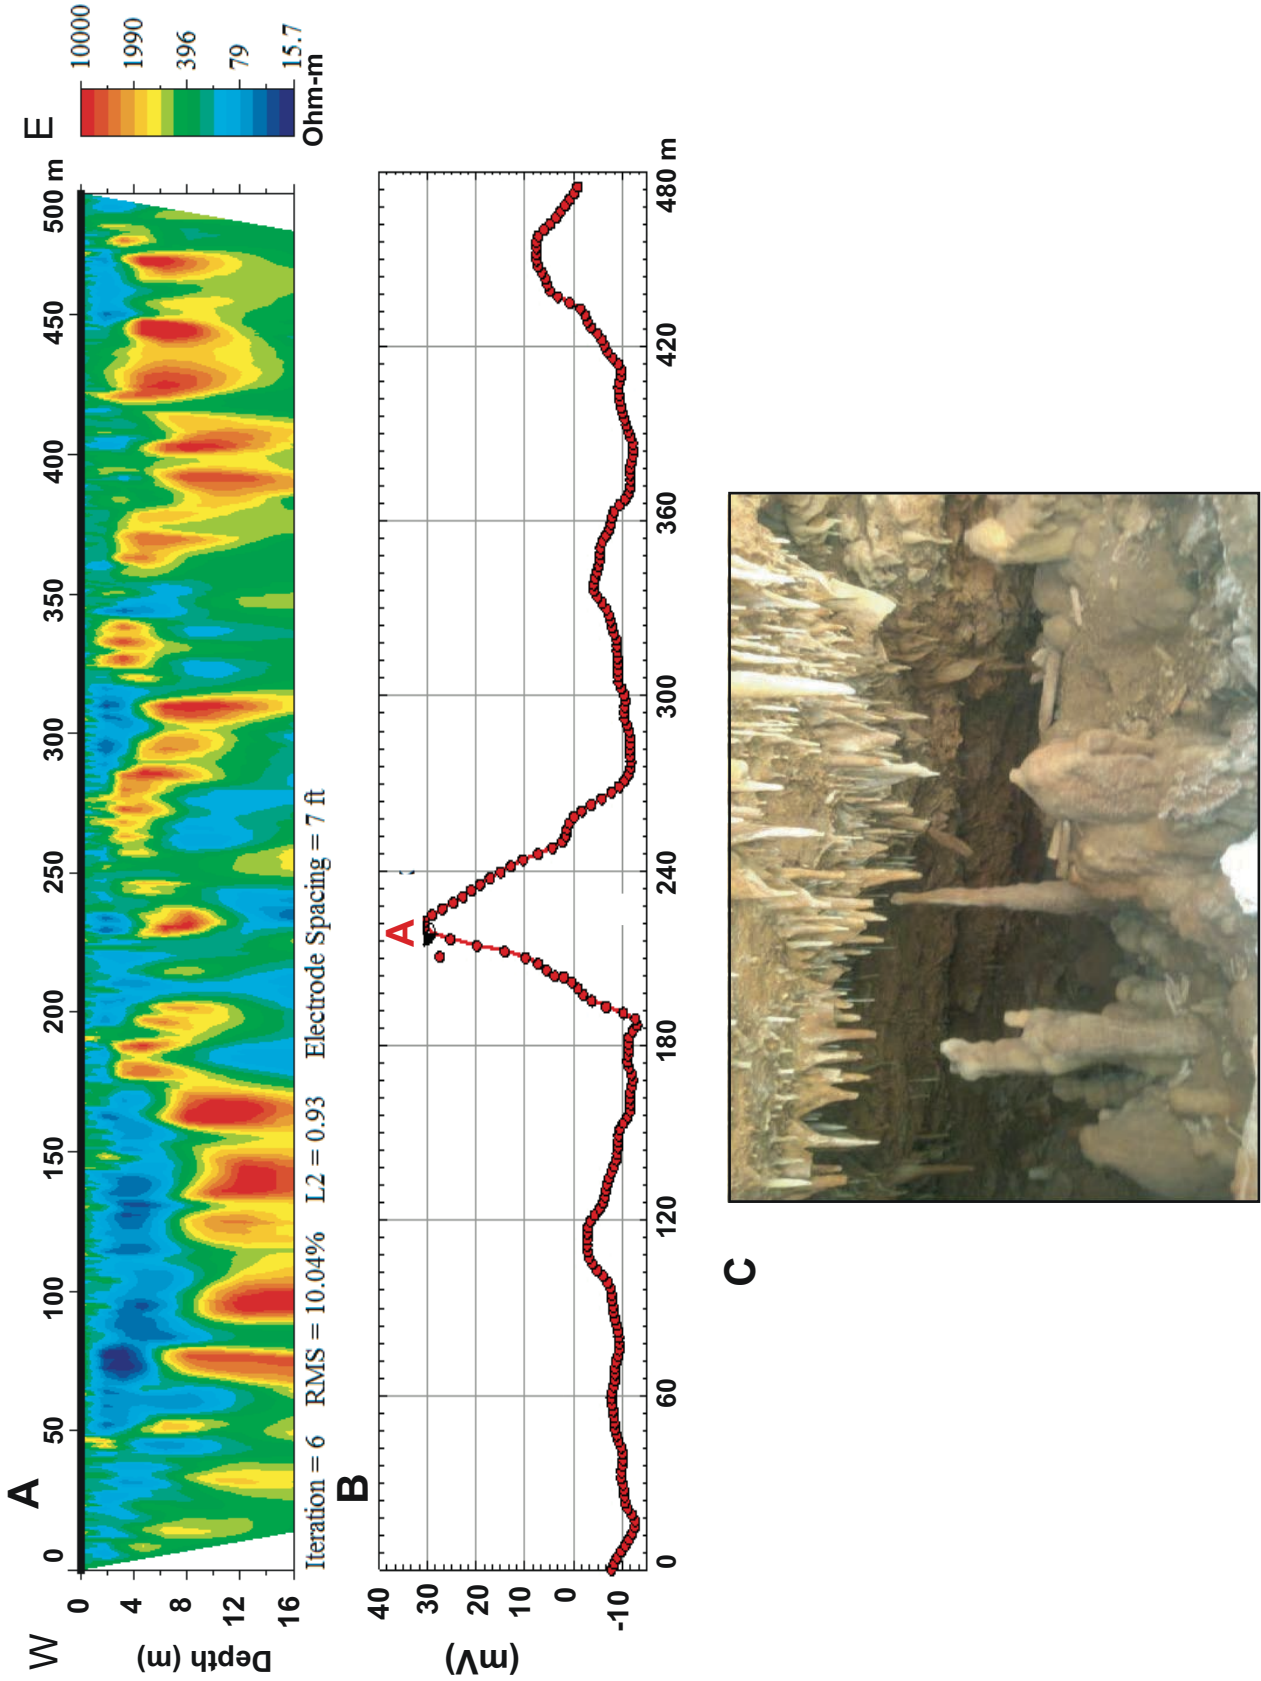 A
W
E
0 50 100 150 200 250 300 350 400 450 500 m
0
4
8
12
16
Depth (m)
10000
1990
396
79
15.7
Ohm-m
Iteration = 6 RMS = 10.04% L2 = 0.93 Electrode Spacing = 7 ft
B
40
30
20
10
0
-10
(mV)
A
0 60 120 180 240 300 360 420 480 m
C